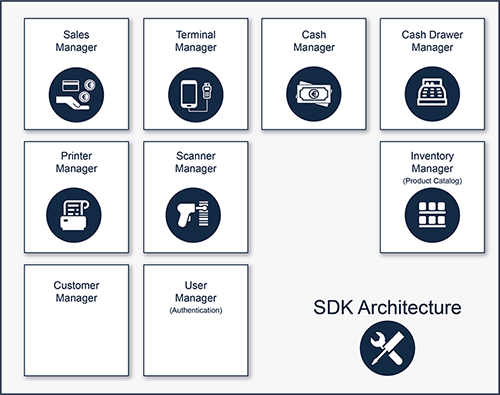 Sales
Manager
Terminal
Manager
Cash
Manager
Cash Drawer
Manager
Printer
Manager
Scanner
Manager
Inventory
Manager
(Product Catalog)
Customer
Manager
User
Manager
(Authentication)
SDK Architecture